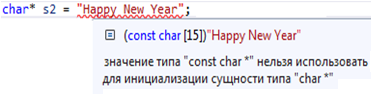 char* s2 = "Happy New Year";
(const char [15])"Happy New Year"
значение типа "const char *" нельзя использовать
для инициализации сущности типа "char *"